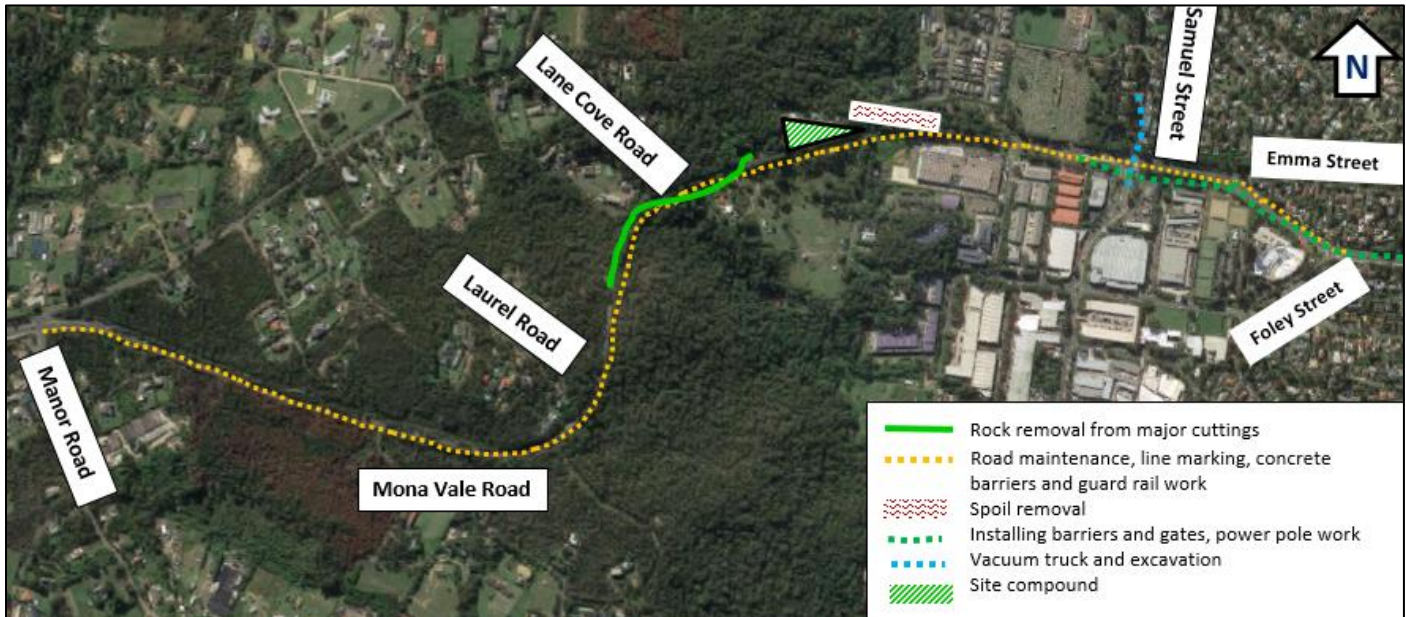 Samuel Street
N
Lane Cove Road
Emma Street
Laurel Road
Foley Street
Manor Road
Mona Vale Road
Rock removal from major cuttings
Road maintenance, line marking, concrete
barriers and guard rail work
Spoil removal
Installing barriers and gates, power pole work
Vacuum truck and excavation
Site compound